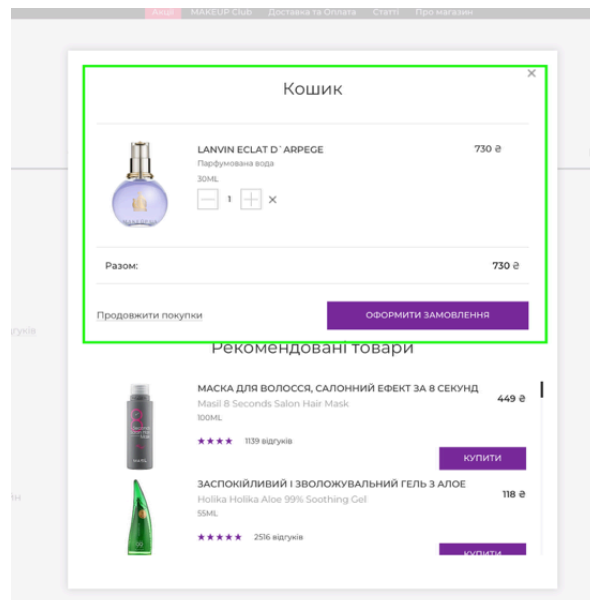 Акції MAKEUP Club Доставка та Оплата Статті Про магазин
×
Кошик
LANVIN ECLAT D`ARPEGE 730 ₴
Парфумована вода
30ML
1 ×
Разом: 730 ₴
Продовжити покупки ОФОРМИТИ ЗАМОВЛЕННЯ
Рекомендовані товари
МАСКА ДЛЯ ВОЛОССЯ, САЛОННИЙ ЕФЕКТ ЗА 8 СЕКУНД 449 ₴
Masil 8 Seconds Salon Hair Mask
100ML
★★★★ 1139 відгуків
КУПИТИ
ЗАСПОКІЙЛИВИЙ І ЗВОЛОЖУВАЛЬНИЙ ГЕЛЬ З АЛОЕ 118 ₴
Holika Holika Aloe 99% Soothing Gel
55ML
★★★★★ 2516 відгуків
КУПИТИ